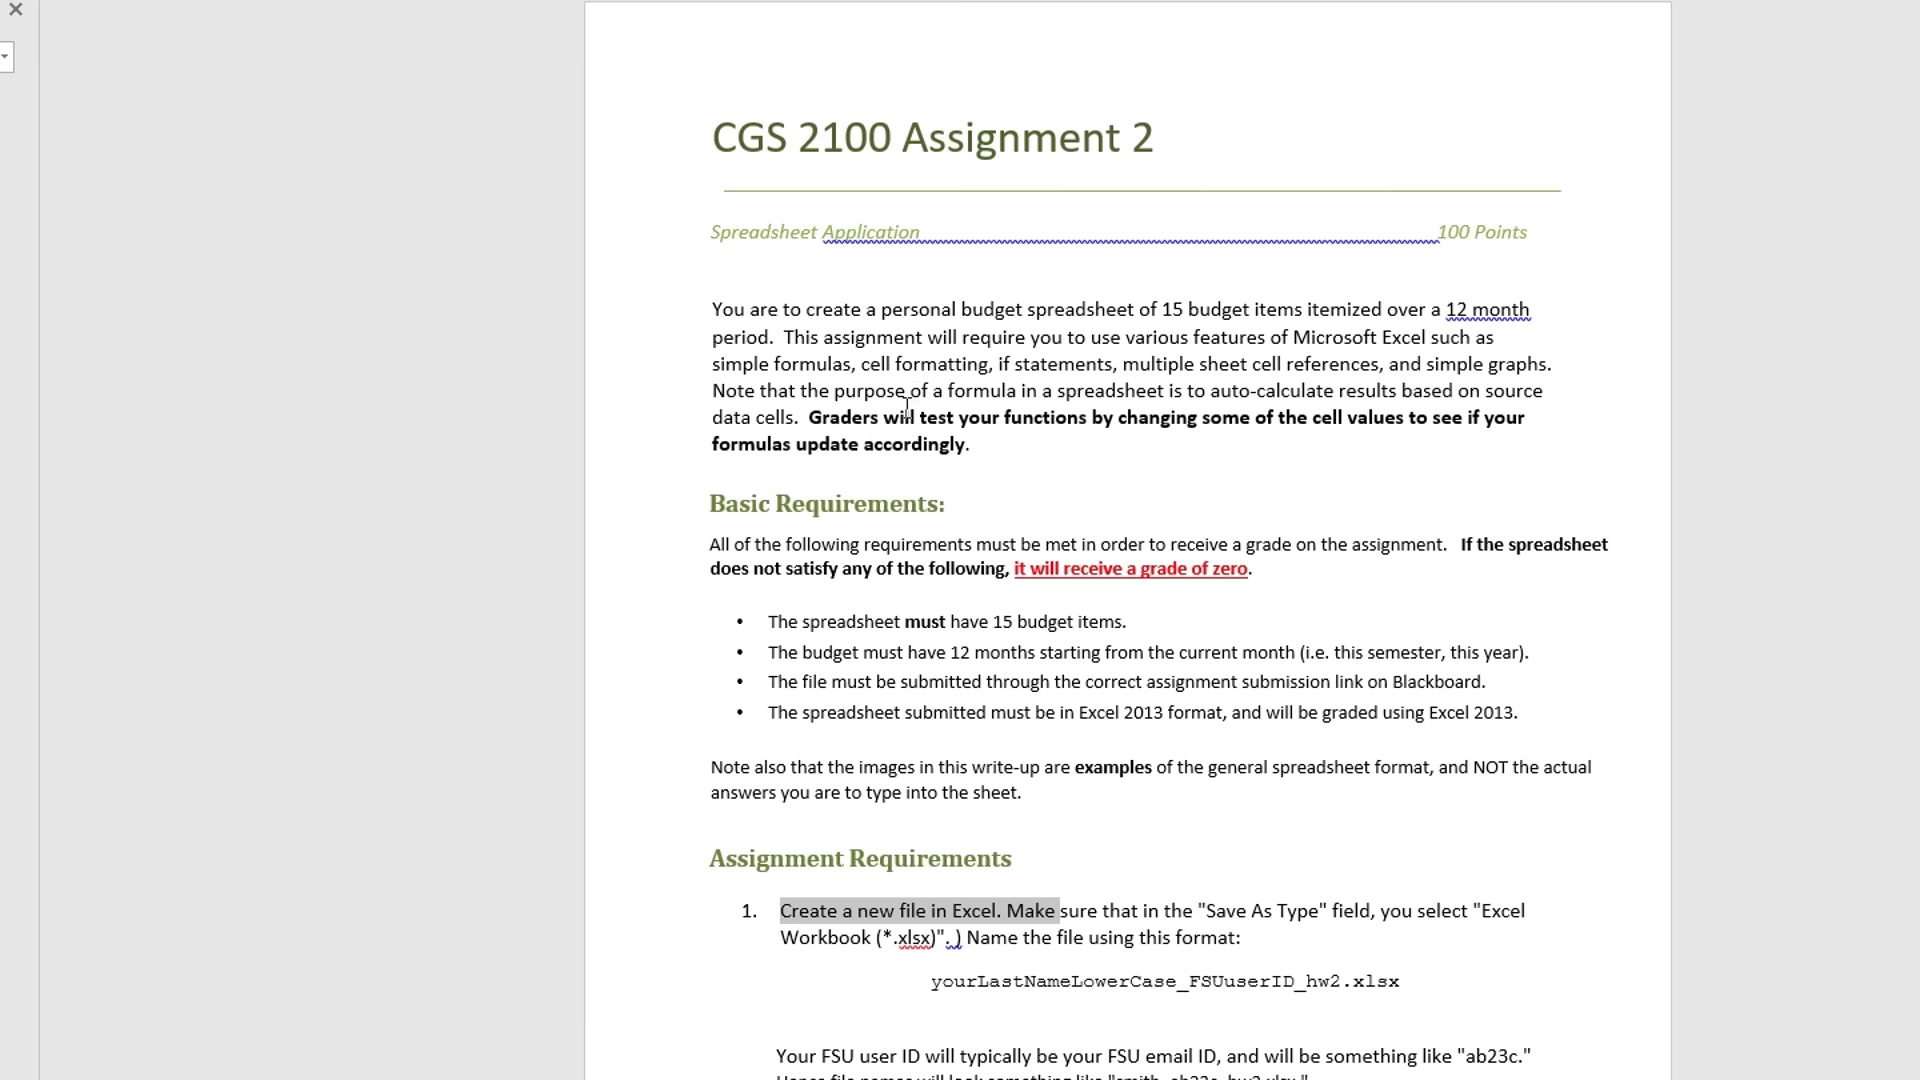 CGS 2100 Assignment 2
Spreadsheet Application 100 Points
You are to create a personal budget spreadsheet of 15 budget items itemized over a 12 month
period. This assignment will require you to use various features of Microsoft Excel such as
simple formulas, cell formatting, if statements, multiple sheet cell references, and simple graphs.
Note that the purpose of a formula in a spreadsheet is to auto-calculate results based on source
data cells. Graders will test your functions by changing some of the cell values to see if your
formulas update accordingly.
Basic Requirements:
All of the following requirements must be met in order to receive a grade on the assignment. If the spreadsheet
does not satisfy any of the following, it will receive a grade of zero.
• The spreadsheet must have 15 budget items.
• The budget must have 12 months starting from the current month (i.e. this semester, this year).
• The file must be submitted through the correct assignment submission link on Blackboard.
• The spreadsheet submitted must be in Excel 2013 format, and will be graded using Excel 2013.
Note also that the images in this write-up are examples of the general spreadsheet format, and NOT the actual
answers you are to type into the sheet.
Assignment Requirements
1. Create a new file in Excel. Make sure that in the "Save As Type" field, you select "Excel
Workbook (*.xlsx)". ) Name the file using this format:
yourLastNameLowerCase_FSUuserID_hw2.xlsx
Your FSU user ID will typically be your FSU email ID, and will be something like "ab23c."
Hence file names will look something like "smith_ab23c_hw2.xlsx."